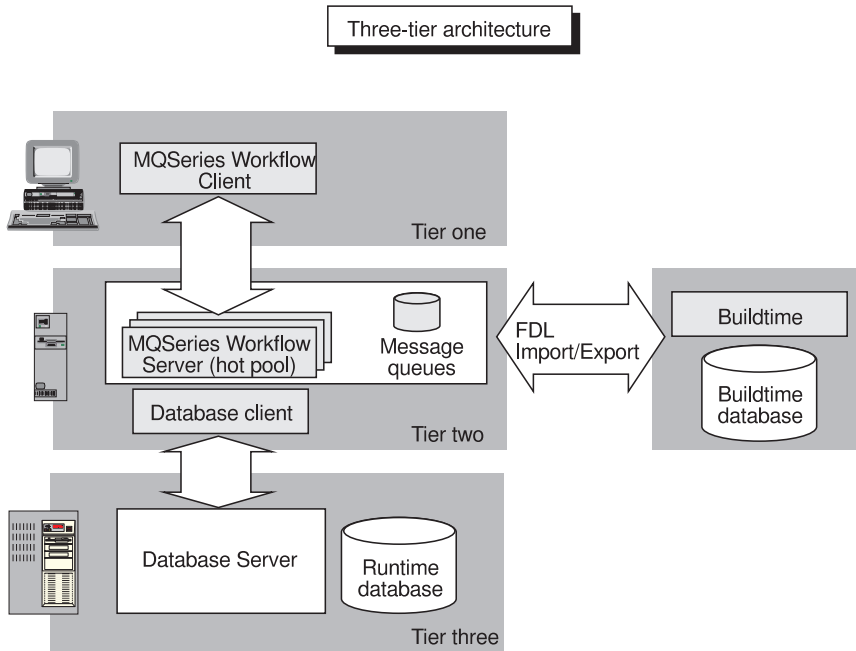 Three-tier architecture
MQSeries Workflow
Client
Tier one
MQSeries Workflow
Server (hot pool)
Message
queues
Database client
Tier two
FDL
Import/Export
Buildtime
Buildtime
database
Database Server
Runtime
database
Tier three